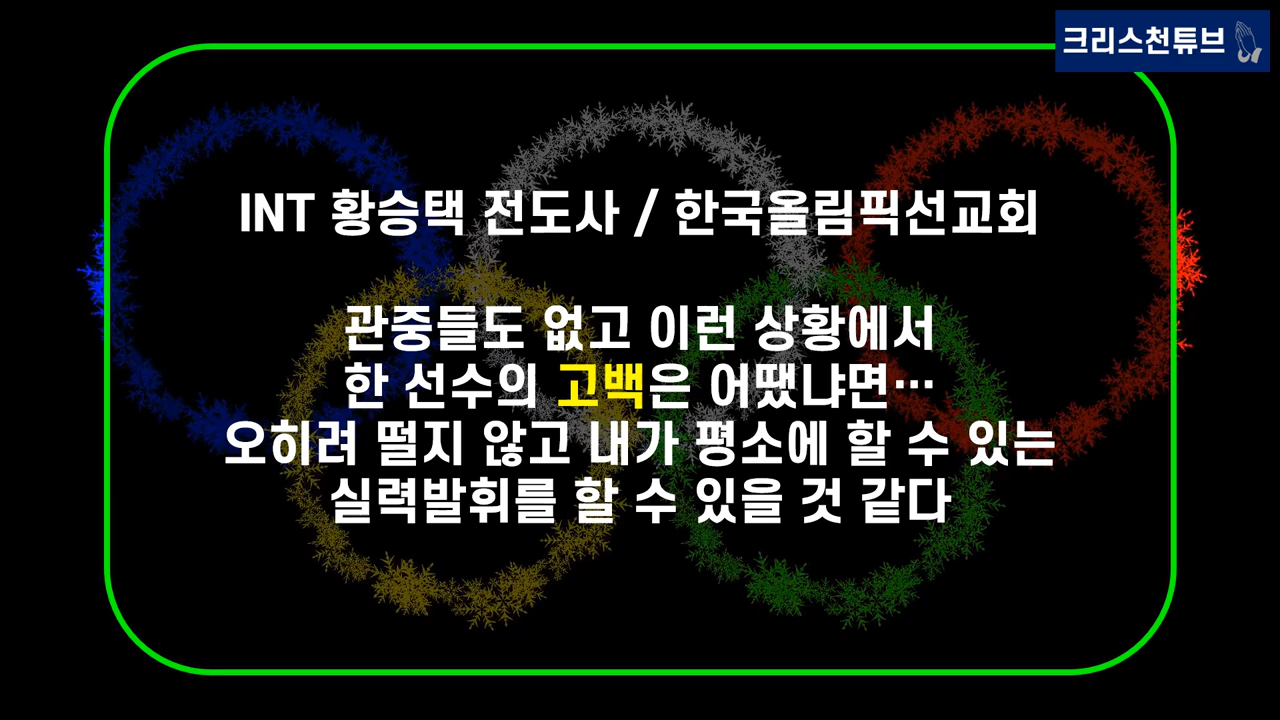 크리스천튜브
INT 황승택 전도사 / 한국올림픽선교회
관중들도 없고 이런 상황에서
한 선수의 고백은 어땠냐면…
오히려 떨지 않고 내가 평소에 할 수 있는
실력발휘를 할 수 있을 것 같다